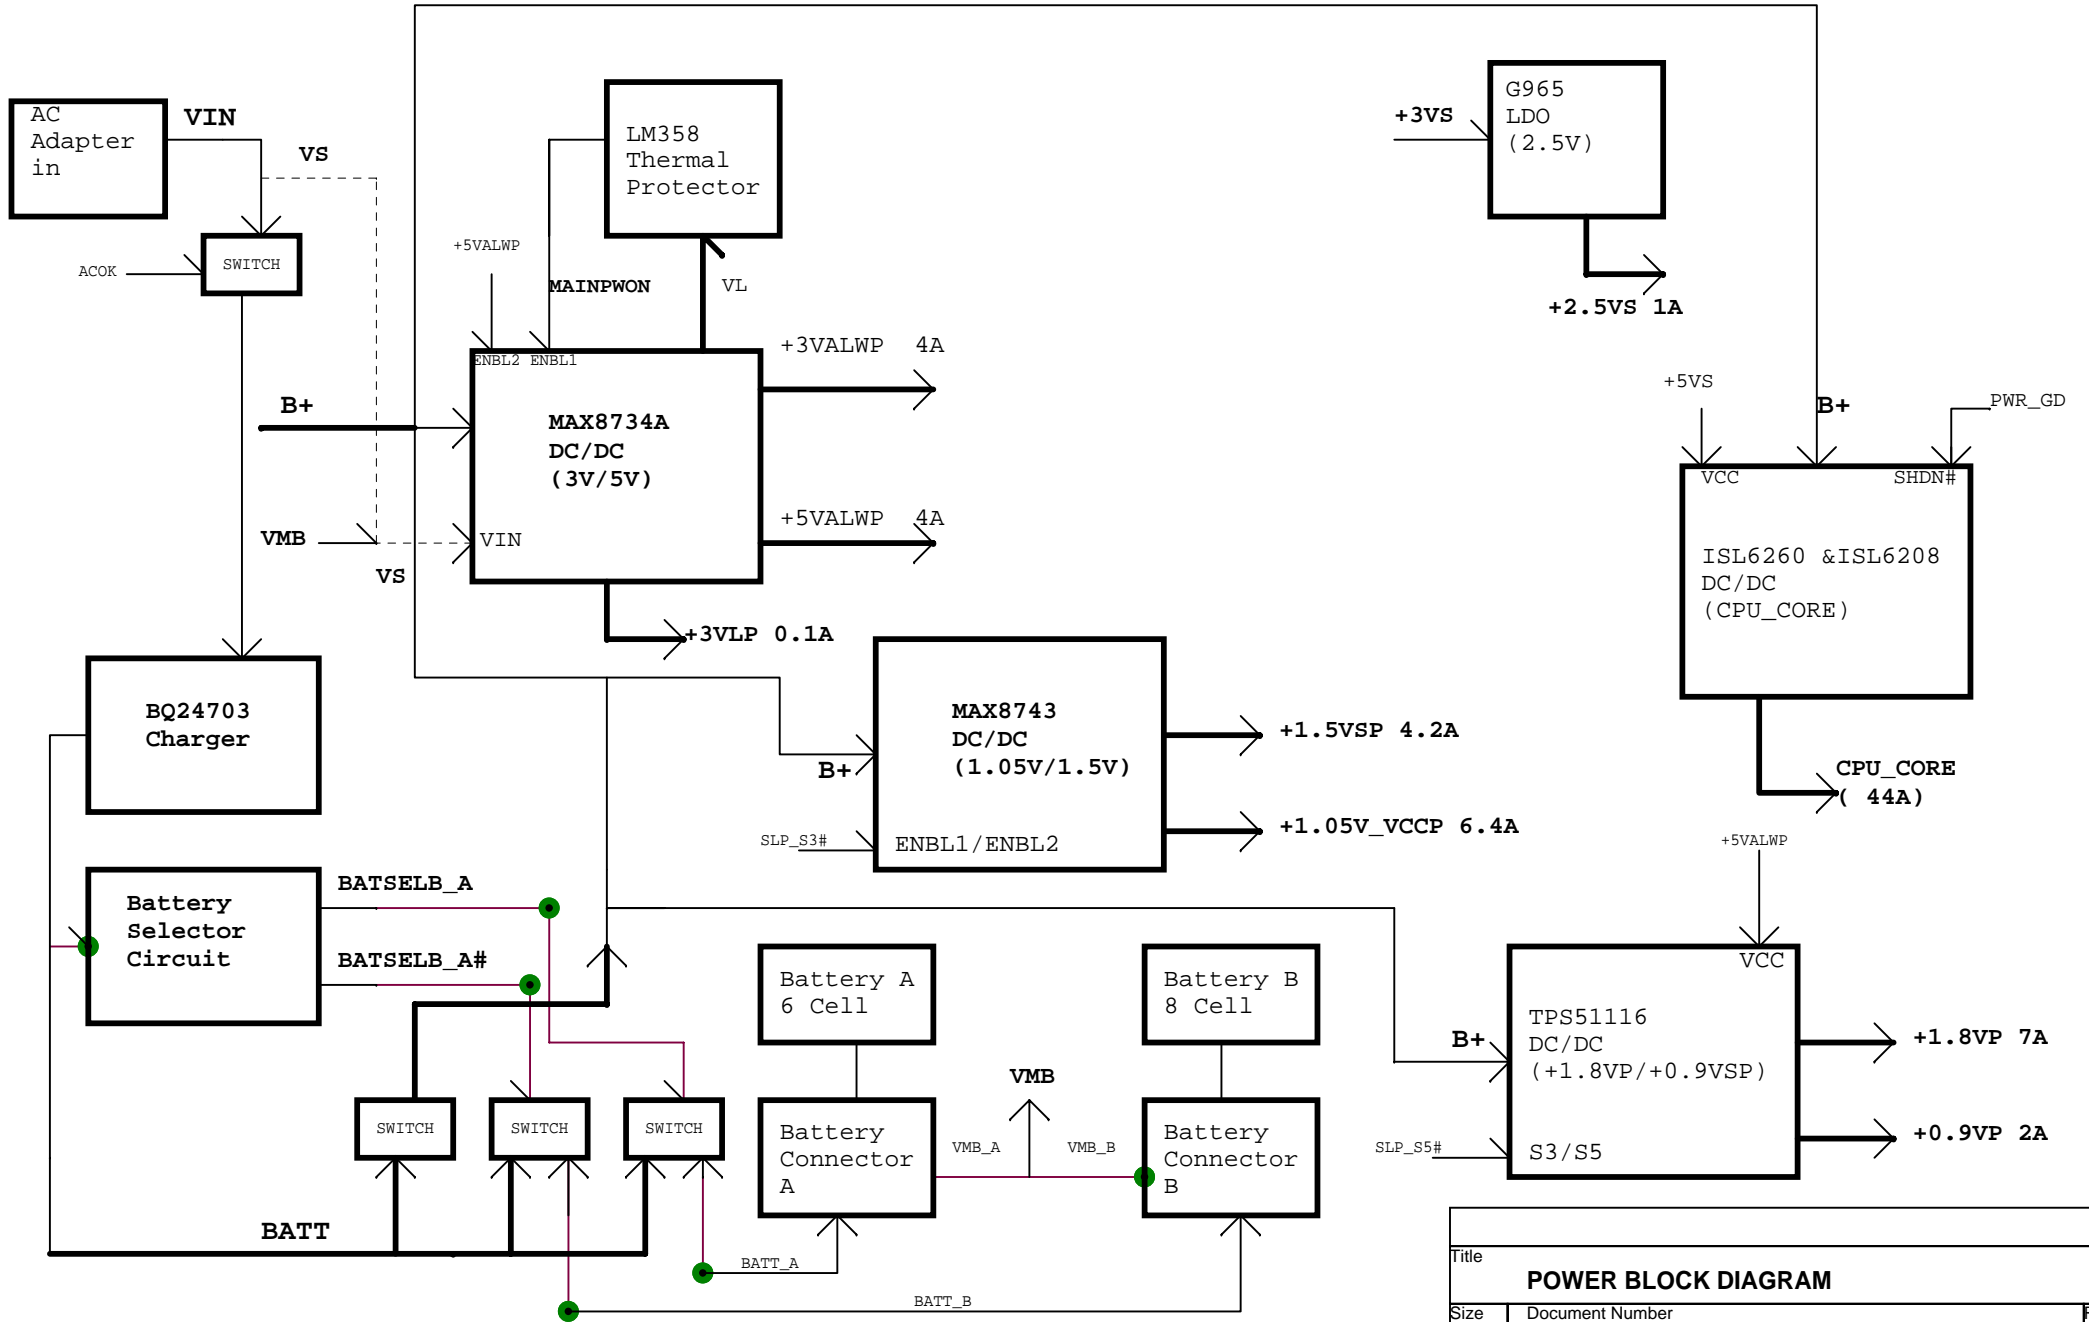 AC
Adapter
in
VIN
VS
ACOK
SWITCH
LM358
Thermal
Protector
+5VALWP
MAINPWON
VL
ENBL2 ENBL1
B+
MAX8734A
DC/DC
(3V/5V)
+3VALWP 4A
+5VALWP 4A
VMB
VS
VIN
+3VLP 0.1A
G965
LDO
(2.5V)
+3VS
+2.5VS 1A
+5VS
B+
PWR_GD
VCC
SHDN#
ISL6260 &ISL6208
DC/DC
(CPU_CORE)
CPU_CORE
( 44A)
BQ24703
Charger
MAX8743
DC/DC
(1.05V/1.5V)
B+
SLP_S3#
ENBL1/ENBL2
+1.5VSP 4.2A
+1.05V_VCCP 6.4A
Battery
Selector
Circuit
BATSELB_A
BATSELB_A#
SWITCH
SWITCH
SWITCH
BATT
Battery A
6 Cell
Battery B
8 Cell
VMB
Battery
Connector
A
VMB_A
VMB_B
Battery
Connector
B
BATT_A
BATT_B
+5VALWP
VCC
B+
TPS51116
DC/DC
(+1.8VP/+0.9VSP)
SLP_S5#
S3/S5
+1.8VP 7A
+0.9VP 2A
Title
POWER BLOCK DIAGRAM
Size
Document Number